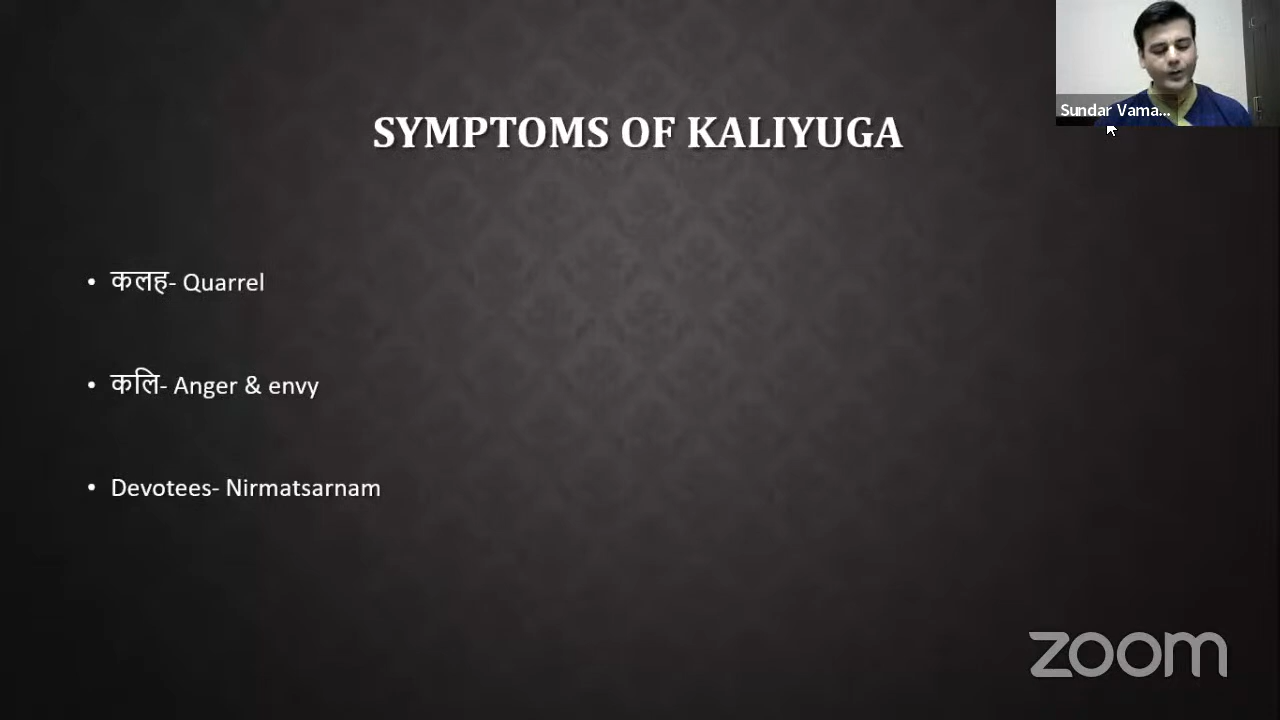 Sundar Vama...
SYMPTOMS OF KALIYUGA
• कलह- Quarrel
• कलि- Anger & envy
• Devotees- Nirmatsarnam
zoom